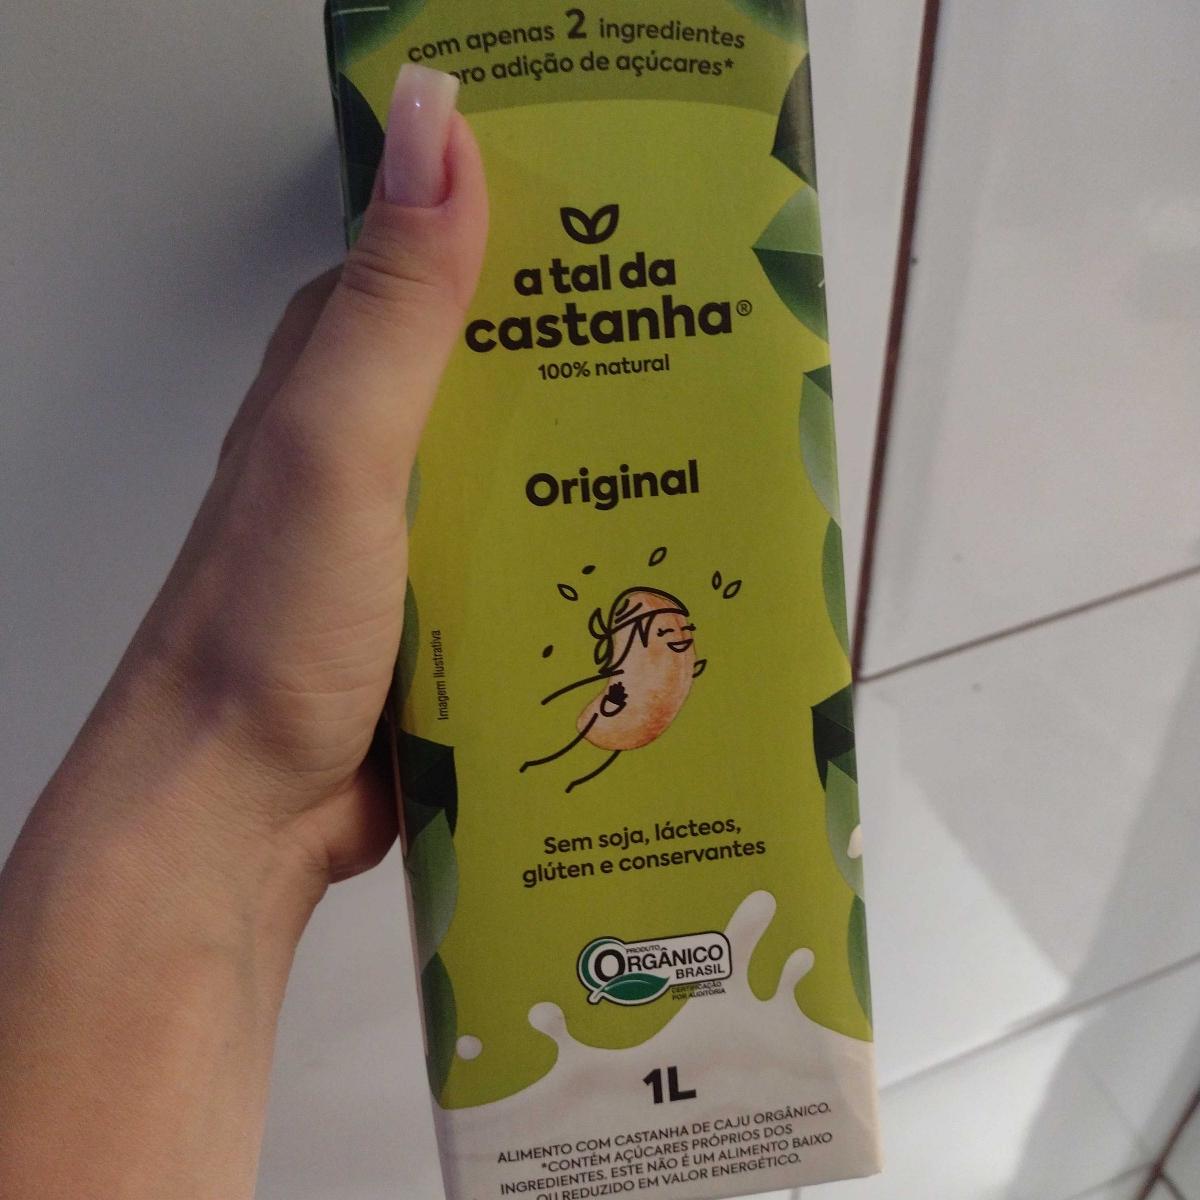 com apenas 2 ingredientes
adição de açúcares*
a tal da
castanha®
100% natural
Original
Imagem Ilustrativa
Sem soja, lácteos,
glúten e conservantes
PRODUTO
ORGÂNICO
BRASIL
CERTIFICAÇÃO
POR AUDITORIA
1L
ALIMENTO COM CASTANHA DE CAJU ORGÂNICO.
*CONTÉM AÇÚCARES PRÓPRIOS DOS
INGREDIENTES. ESTE NÃO É UM ALIMENTO BAIXO
OU REDUZIDO EM VALOR ENERGÉTICO.